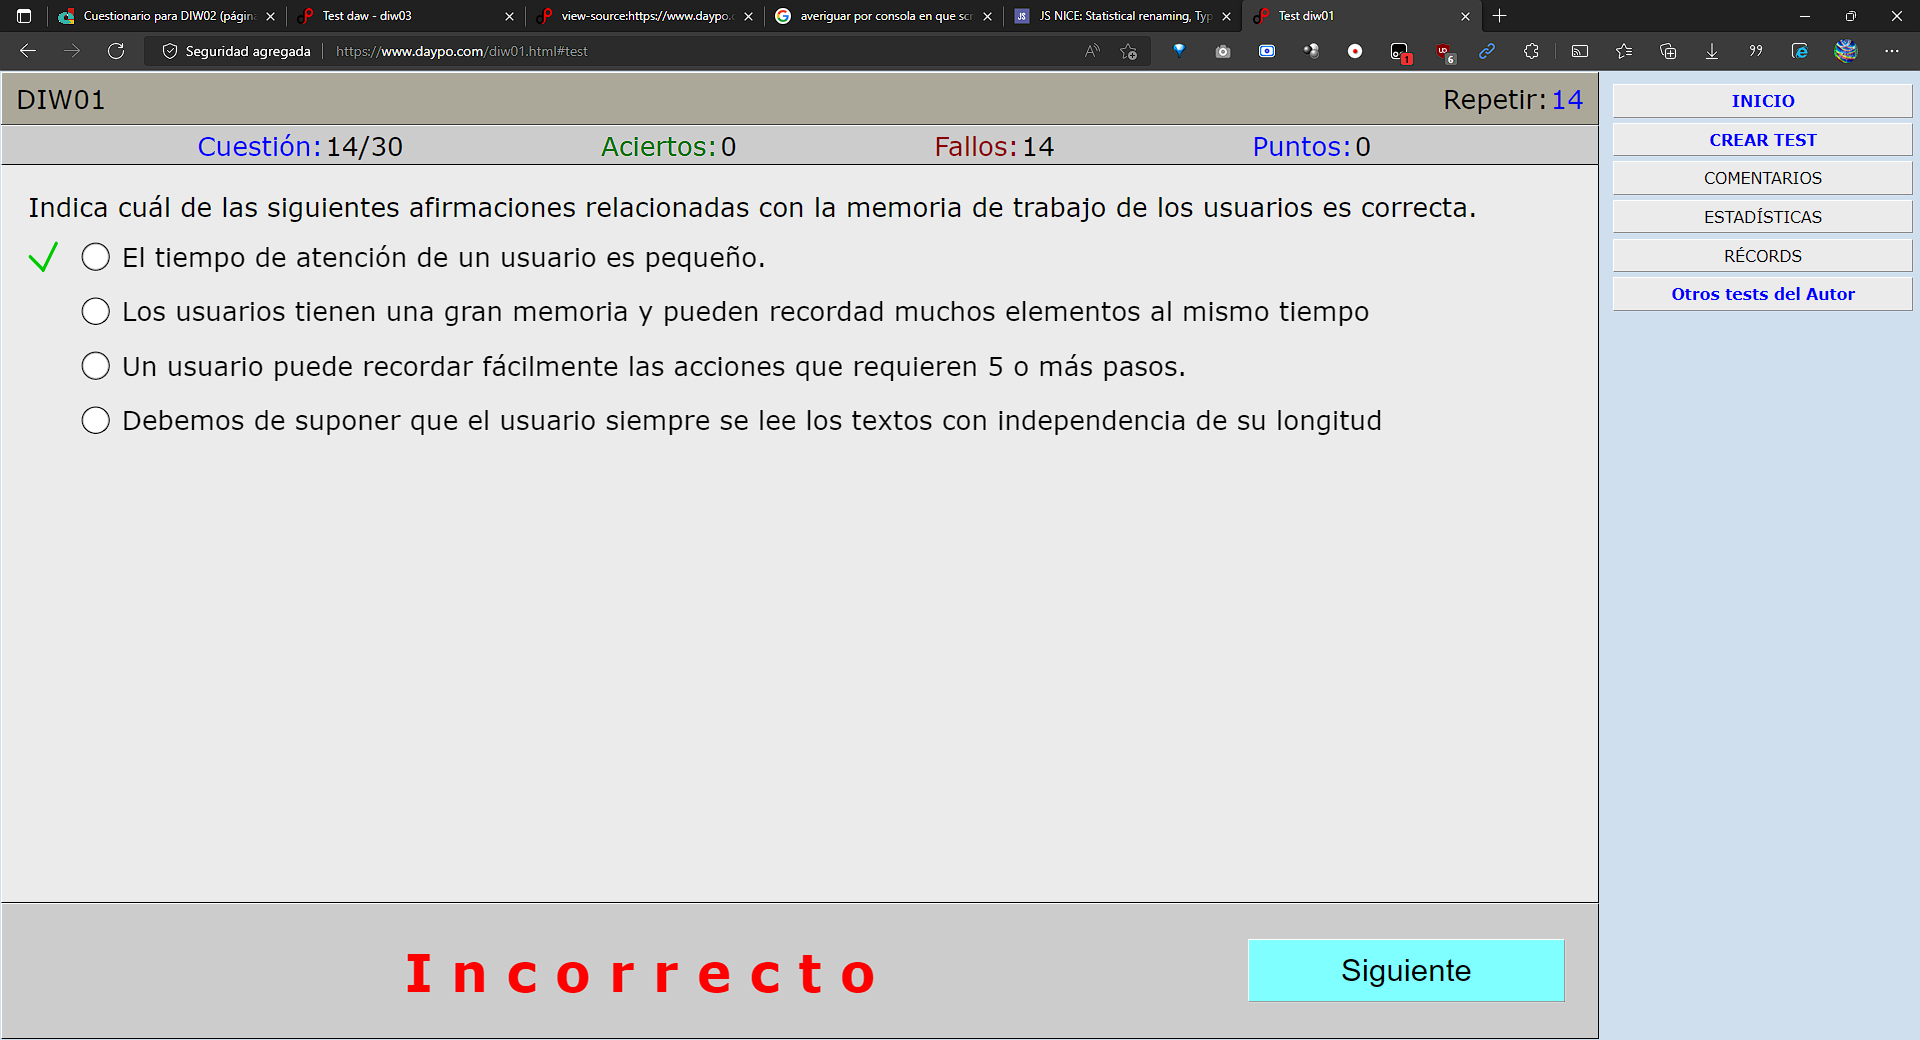 Cuestionario para DIW02 (página
Test daw - diw03
view-source:https://www.daypo.c
averiguar por consola en que scr
JS NICE: Statistical renaming, Typ
Test diw01
Seguridad agregada
https://www.daypo.com/diw01.html#test
1
6
DIW01
Repetir: 14
Cuestión: 14/30
Aciertos: 0
Fallos: 14
Puntos: 0
Indica cuál de las siguientes afirmaciones relacionadas con la memoria de trabajo de los usuarios es correcta.
El tiempo de atención de un usuario es pequeño.
Los usuarios tienen una gran memoria y pueden recordad muchos elementos al mismo tiempo
Un usuario puede recordar fácilmente las acciones que requieren 5 o más pasos.
Debemos de suponer que el usuario siempre se lee los textos con independencia de su longitud
Incorrecto
Siguiente
INICIO
CREAR TEST
COMENTARIOS
ESTADÍSTICAS
RÉCORDS
Otros tests del Autor